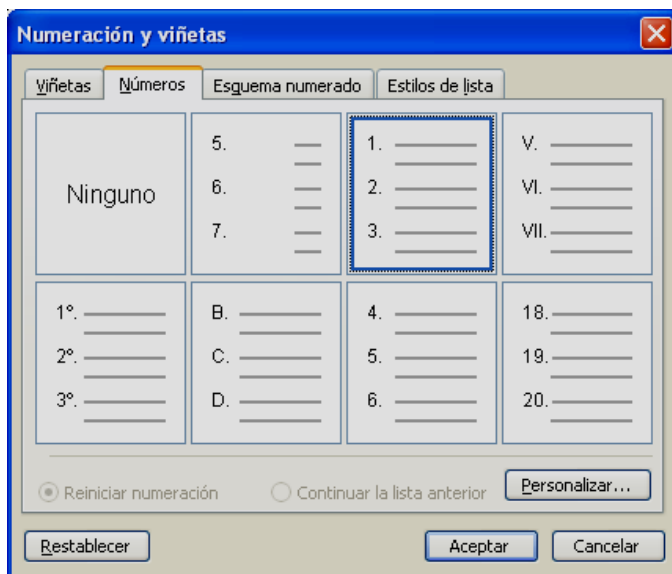 Numeración y viñetas
Viñetas Números Esquema numerado Estilos de lista
Ninguno
5.
6.
7.
1.
2.
3.
V.
VI.
VII.
1º.
2º.
3º.
B.
C.
D.
4.
5.
6.
18.
19.
20.
Reiniciar numeración Continuar la lista anterior Personalizar...
Restablecer Aceptar Cancelar